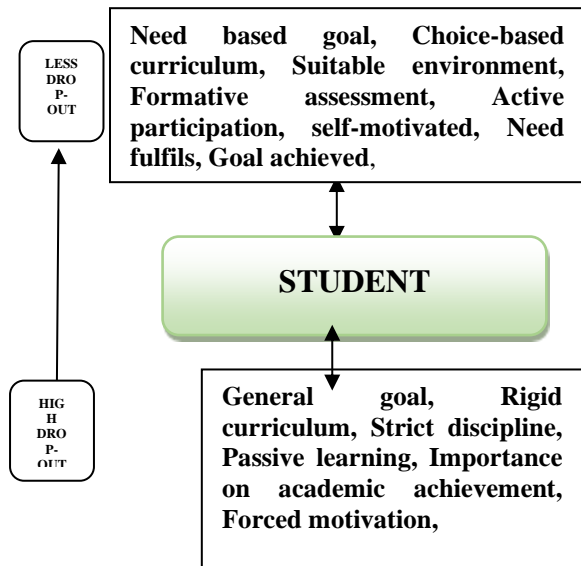 LESS
DRO
P-
OUT
Need based goal, Choice-based
curriculum, Suitable environment,
Formative assessment, Active
participation, self-motivated, Need
fulfils, Goal achieved,
STUDENT
HIG
H
DRO
P-
OUT
General goal, Rigid
curriculum, Strict discipline,
Passive learning, Importance
on academic achievement,
Forced motivation,